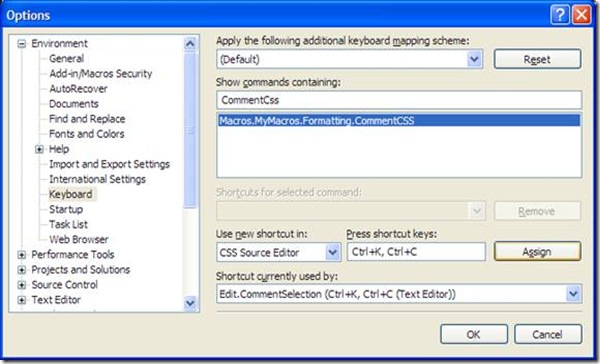 Options
Environment
General
Add-in/Macros Security
AutoRecover
Documents
Find and Replace
Fonts and Colors
Help
Import and Export Settings
International Settings
Keyboard
Startup
Task List
Web Browser
Performance Tools
Projects and Solutions
Source Control
Text Editor
Apply the following additional keyboard mapping scheme:
(Default)
Reset
Show commands containing:
CommentCss
Macros.MyMacros.Formatting.CommentCSS
Shortcuts for selected command:
Remove
Use new shortcut in:
Press shortcut keys:
CSS Source Editor
Ctrl+K, Ctrl+C
Assign
Shortcut currently used by:
Edit.CommentSelection (Ctrl+K, Ctrl+C (Text Editor))
OK
Cancel